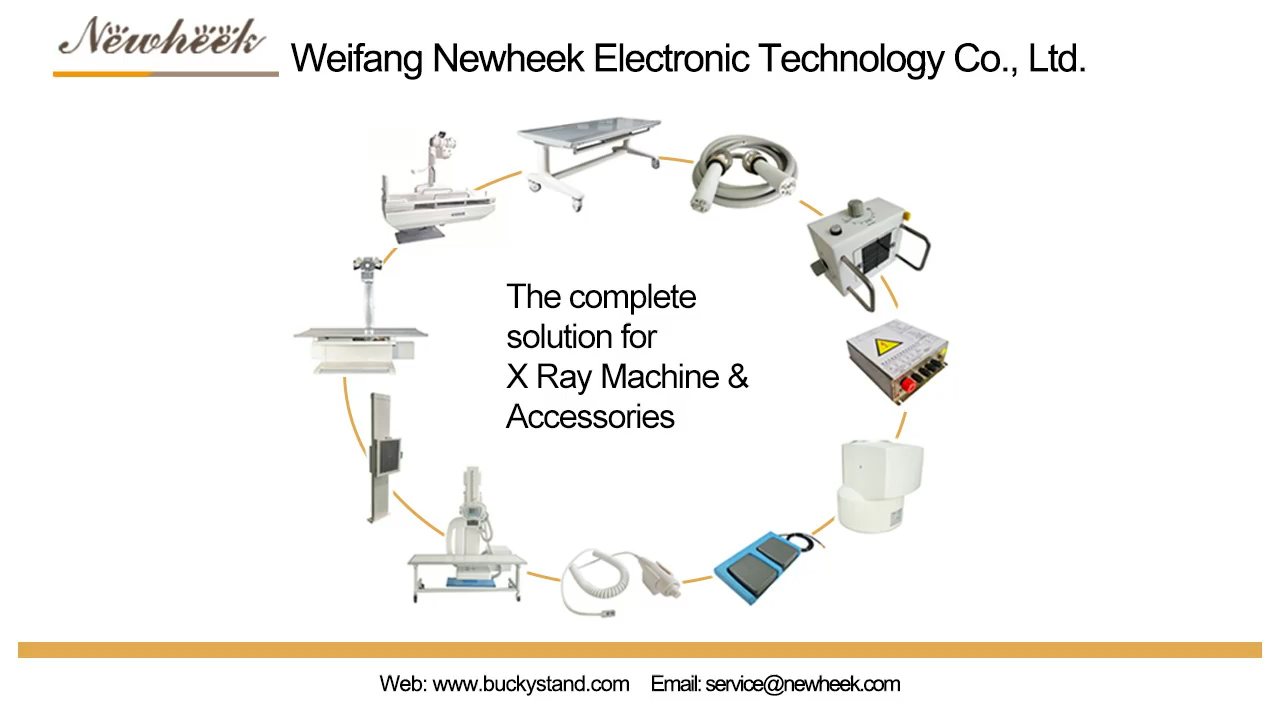 Newheek
Weifang Newheek Electronic Technology Co., Ltd.
The complete
solution for
X Ray Machine &
Accessories
Web: www.buckystand.com Email: service@newheek.com